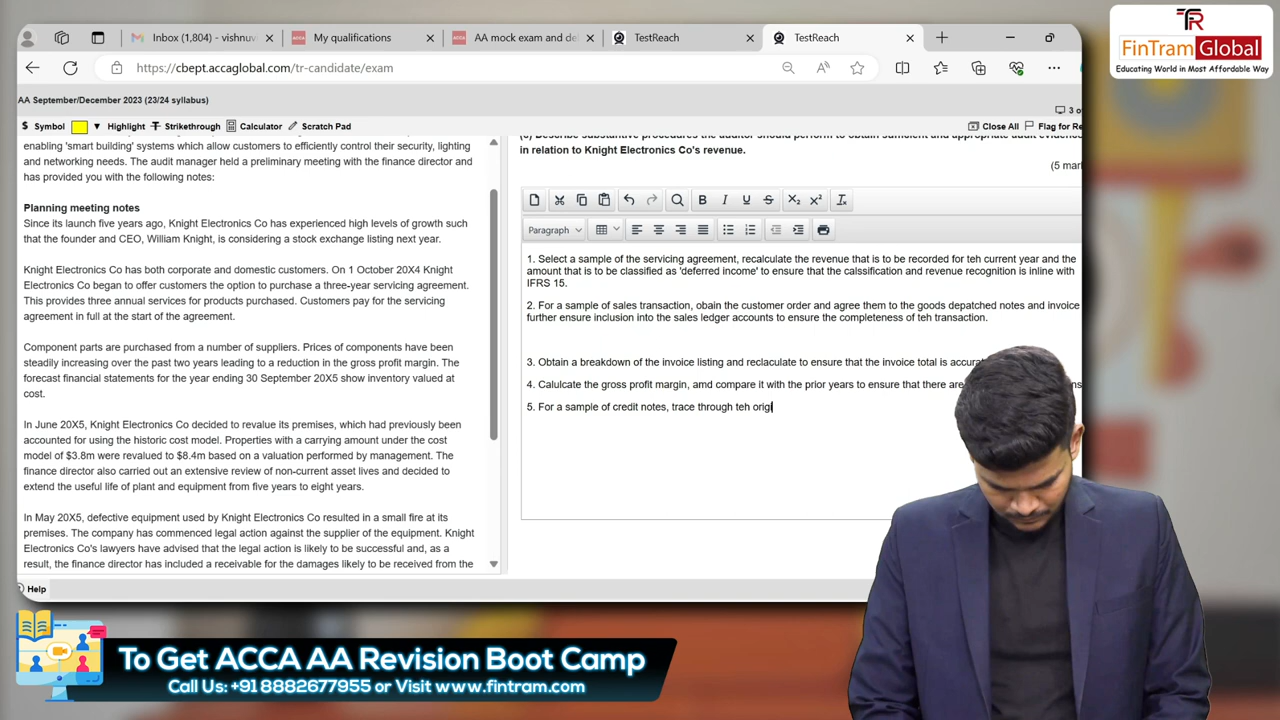 Inbox (1,804) – vishnuv
My qualifications
AA mock exam and de
TestReach
TestReach
https://cbept.accaglobal.com/tr-candidate/exam
FR
FinTram Global
Educating World in Most Affordable Way
AA September/December 2023 (23/24 syllabus)
3 o
$ Symbol Highlight Strikethrough Calculator Scratch Pad
Close All Flag for Re
enabling 'smart building' systems which allow customers to efficiently control their security, lighting
and networking needs. The audit manager held a preliminary meeting with the finance director and
has provided you with the following notes:
Planning meeting notes
Since its launch five years ago, Knight Electronics Co has experienced high levels of growth such
that the founder and CEO, William Knight, is considering a stock exchange listing next year.
Knight Electronics Co has both corporate and domestic customers. On 1 October 20X4 Knight
Electronics Co began to offer customers the option to purchase a three-year servicing agreement.
This provides three annual services for products purchased. Customers pay for the servicing
agreement in full at the start of the agreement.
Component parts are purchased from a number of suppliers. Prices of components have been
steadily increasing over the past two years leading to a reduction in the gross profit margin. The
forecast financial statements for the year ending 30 September 20X5 show inventory valued at
cost.
In June 20X5, Knight Electronics Co decided to revalue its premises, which had previously been
accounted for using the historic cost model. Properties with a carrying amount under the cost
model of $3.8m were revalued to $8.4m based on a valuation performed by management. The
finance director also carried out an extensive review of non-current asset lives and decided to
extend the useful life of plant and equipment from five years to eight years.
In May 20X5, defective equipment used by Knight Electronics Co resulted in a small fire at its
premises. The company has commenced legal action against the supplier of the equipment. Knight
Electronics Co's lawyers have advised that the legal action is likely to be successful and, as a
result, the finance director has included a receivable for the damages likely to be received from the
Help
Describe substantive procedures the auditor should perform to obtain sufficient and appropriate audit eviden
in relation to Knight Electronics Co's revenue.
(5 mar
B I U S X₂ X² Iₓ
Paragraph
1. Select a sample of the servicing agreement, recalculate the revenue that is to be recorded for teh current year and the
amount that is to be classified as 'deferred income' to ensure that the calssification and revenue recognition is inline with
IFRS 15.
2. For a sample of sales transaction, obain the customer order and agree them to the goods depatched notes and invoice
further ensure inclusion into the sales ledger accounts to ensure the completeness of teh transaction.
3. Obtain a breakdown of the invoice listing and reclaculate to ensure that the invoice total is accura
4. Calulcate the gross profit margin, amd compare it with the prior years to ensure that there are
5. For a sample of credit notes, trace through teh origi
To Get ACCA AA Revision Boot Camp
Call Us: +91 8882677955 or Visit www.fintram.com